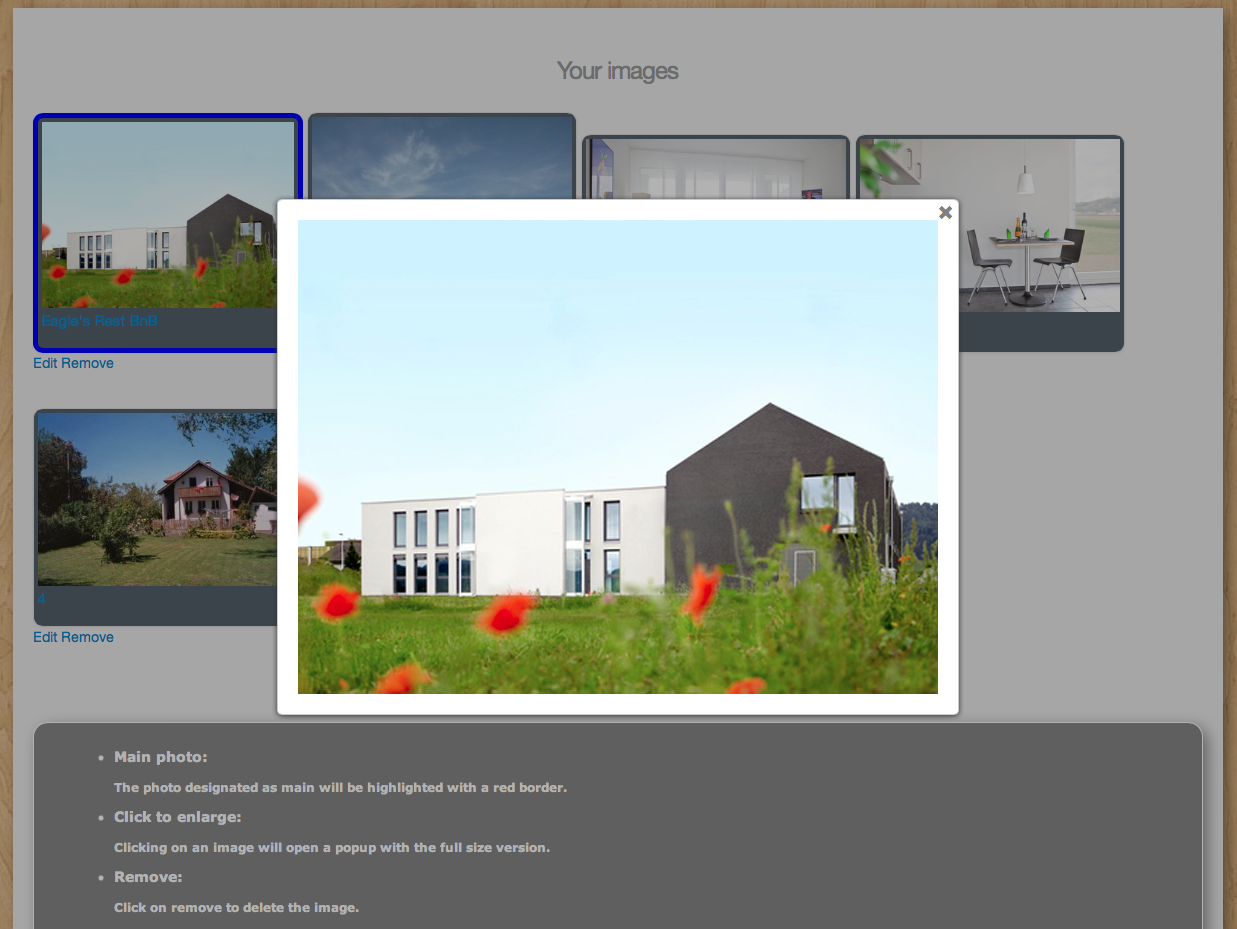 Your images
Eagle's Rest BnB
Edit Remove
4
Edit Remove
Main photo:
The photo designated as main will be highlighted with a red border.
Click to enlarge:
Clicking on an image will open a popup with the full size version.
Remove:
Click on remove to delete the image.